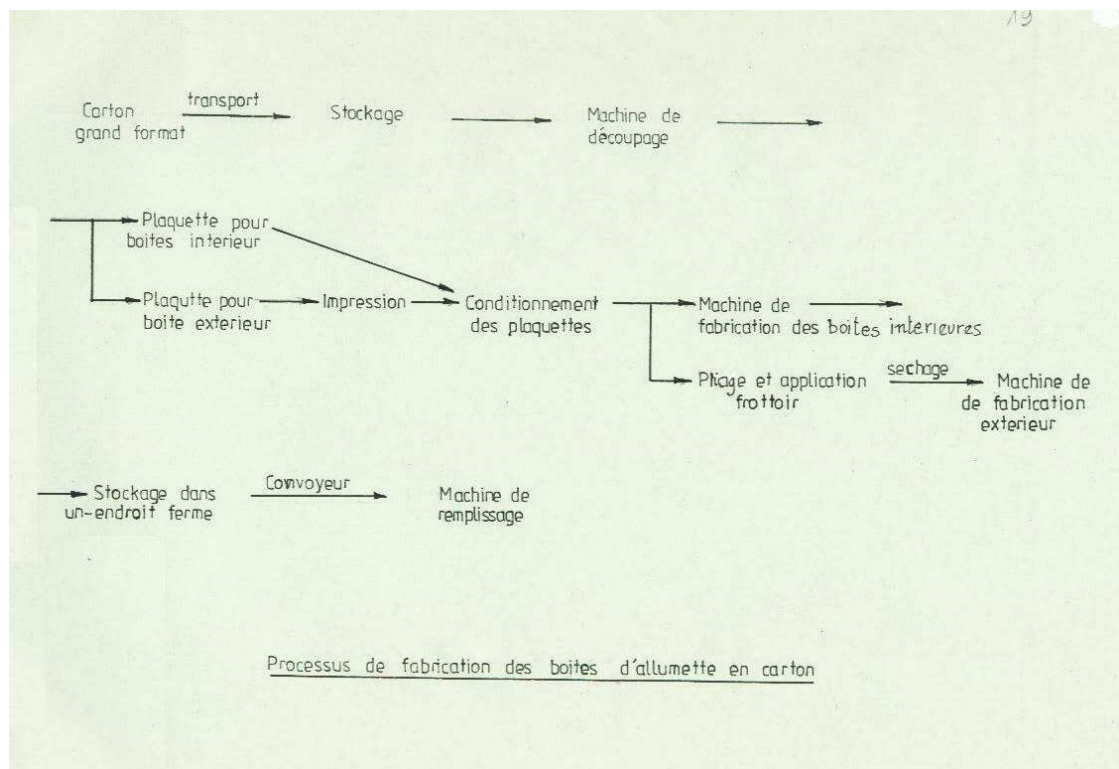 19
transport
Carton
grand format
Stockage
Machine de
découpage
Plaquette pour
boites interieur
Plaqutte pour
boite exterieur
Impression
Conditionnement
des plaquettes
Machine de
fabrication des boites interieures
Pliage et application
frottoir
sechage
Machine de
de fabrication
exterieur
Stockage dans
un-endroit ferme
Convoyeur
Machine de
remplissage
Processus de fabrication des boites d'allumette en carton